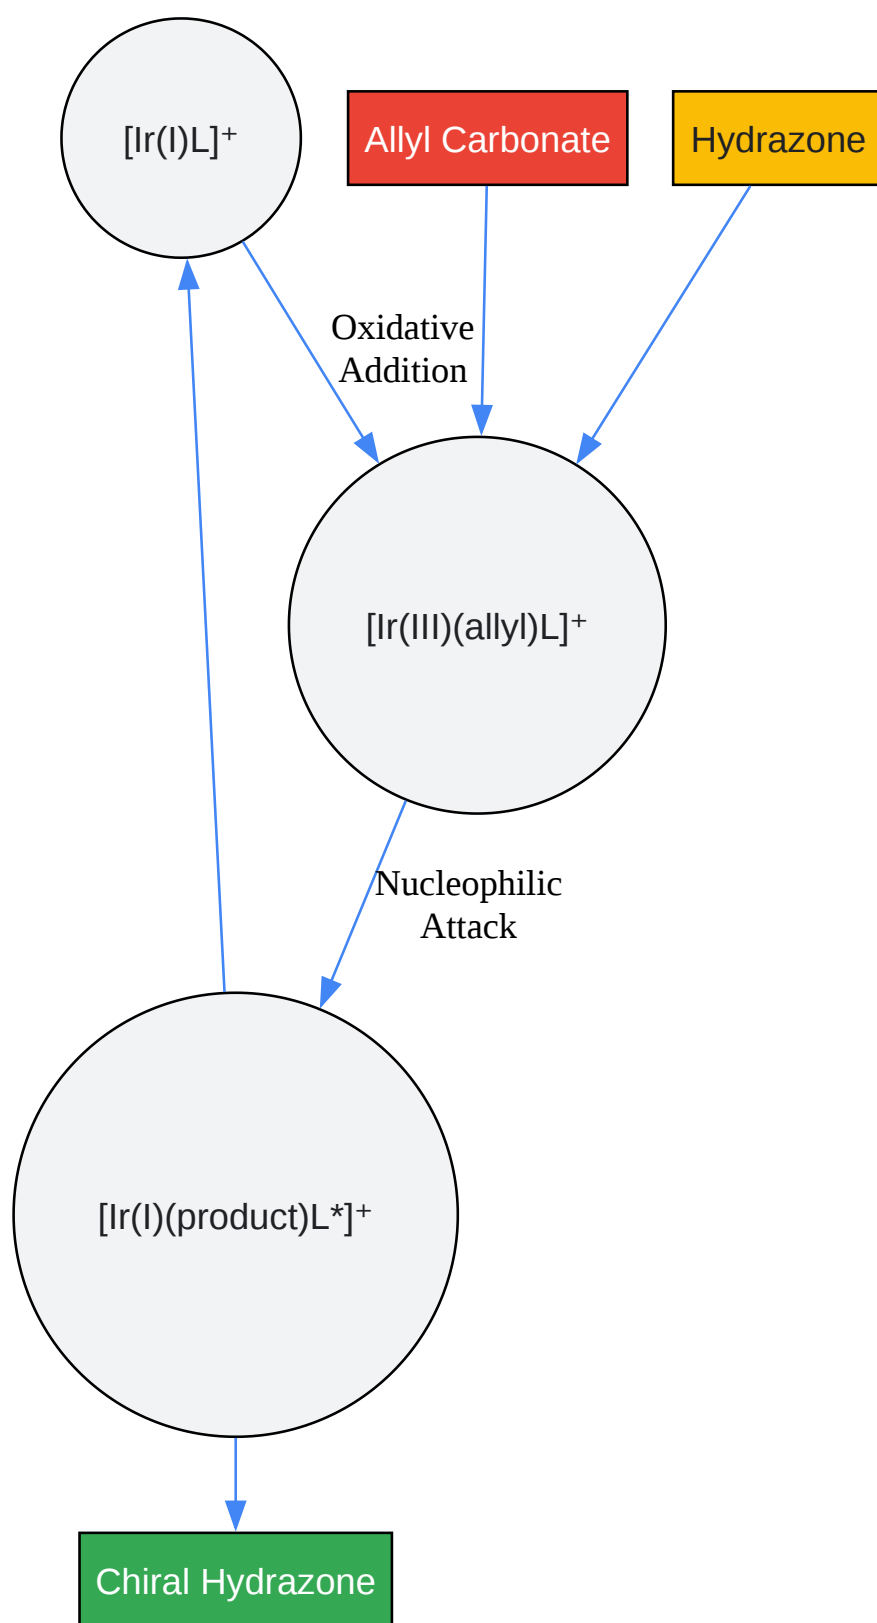 [Ir(I)L]⁺
Allyl Carbonate
Hydrazone
Oxidative
Addition
[Ir(III)(allyl)L]⁺
Nucleophilic
Attack
[Ir(I)(product)L*]⁺
Chiral Hydrazone